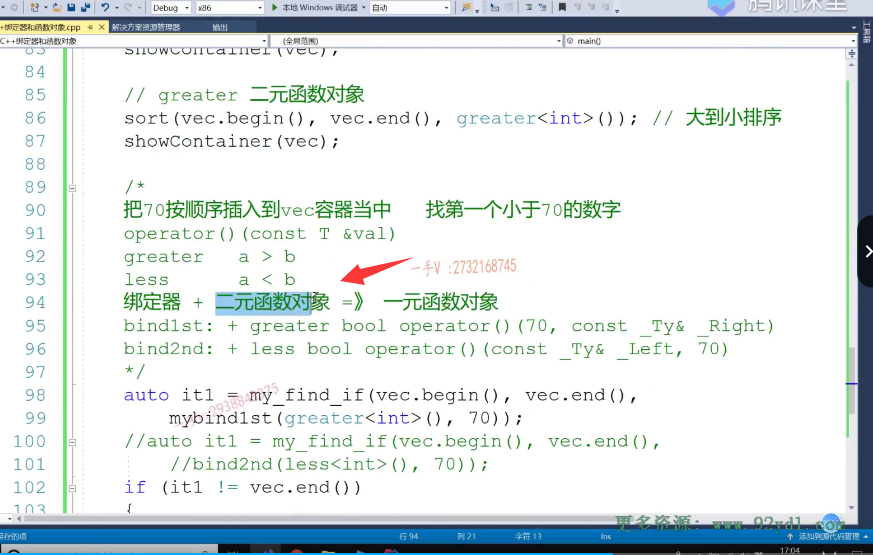 Debug x86 本地 Windows 调试器 自动 腾讯课堂
+绑定器和函数对象.cpp 解决方案资源管理器 输出
C++绑定器和函数对象 (全局范围) main()
83 showContainer(vec);
84
85 // greater 二元函数对象
86 sort(vec.begin(), vec.end(), greater<int>()); // 大到小排序
87 showContainer(vec);
88
89 /*
90 把70按顺序插入到vec容器当中 找第一个小于70的数字
91 operator()(const T &val)
92 greater a > b
一手V :2732168745
93 less a < b
94 绑定器 + 二元函数对象 =》 一元函数对象
95 bind1st: + greater bool operator()(70, const _Ty& _Right)
96 bind2nd: + less bool operator()(const _Ty& _Left, 70)
97 */
98 auto it1 = my_find_if(vec.begin(), vec.end(),
99 mybind1st(greater<int>(), 70));
100 //auto it1 = my_find_if(vec.begin(), vec.end(),
101 //bind2nd(less<int>(), 70));
102 if (it1 != vec.end())
103 {
更多资源: www.92yd1.com
保存的项 行 94 列 21 字符 13 Ins 添加到源代码管理
17:04